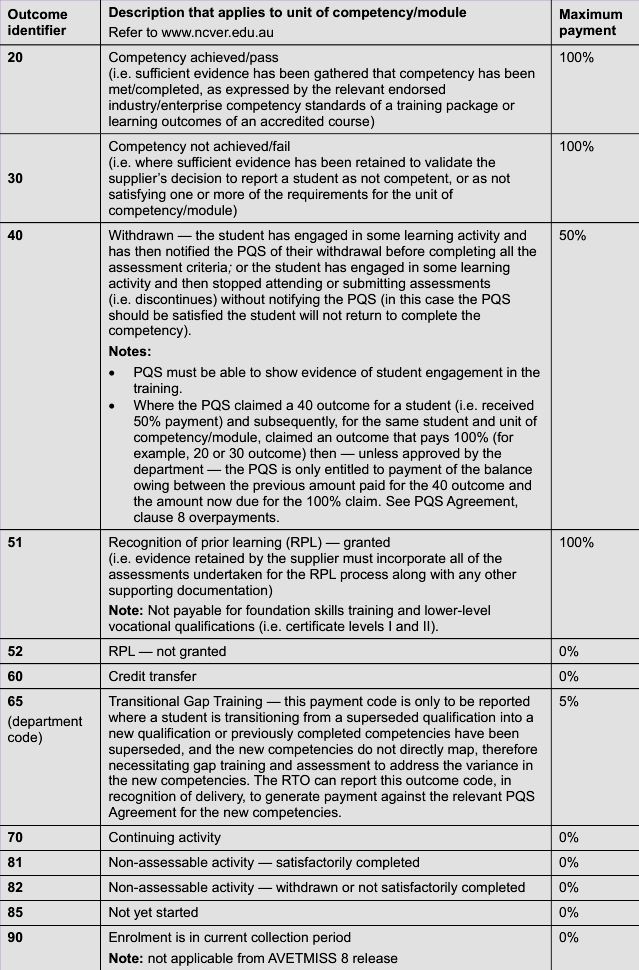 Outcome identifier
Description that applies to unit of competency/module
Refer to www.ncver.edu.au
Maximum payment
20
Competency achieved/pass
(i.e. sufficient evidence has been gathered that competency has been
met/completed, as expressed by the relevant endorsed
industry/enterprise competency standards of a training package or
learning outcomes of an accredited course)
100%
30
Competency not achieved/fail
(i.e. where sufficient evidence has been retained to validate the
supplier's decision to report a student as not competent, or as not
satisfying one or more of the requirements for the unit of
competency/module)
100%
40
Withdrawn — the student has engaged in some learning activity and
has then notified the PQS of their withdrawal before completing all the
assessment criteria; or the student has engaged in some learning
activity and then stopped attending or submitting assessments
(i.e. discontinues) without notifying the PQS (in this case the PQS
should be satisfied the student will not return to complete the
competency).
50%
Notes:
• PQS must be able to show evidence of student engagement in the
training.
• Where the PQS claimed a 40 outcome for a student (i.e. received
50% payment) and subsequently, for the same student and unit of
competency/module, claimed an outcome that pays 100% (for
example, 20 or 30 outcome) then — unless approved by the
department — the PQS is only entitled to payment of the balance
owing between the previous amount paid for the 40 outcome and
the amount now due for the 100% claim. See PQS Agreement,
clause 8 overpayments.
51
Recognition of prior learning (RPL) — granted
(i.e. evidence retained by the supplier must incorporate all of the
assessments undertaken for the RPL process along with any other
supporting documentation)
Note: Not payable for foundation skills training and lower-level
vocational qualifications (i.e. certificate levels I and II).
100%
52
RPL — not granted
0%
60
Credit transfer
0%
65
(department
code)
Transitional Gap Training — this payment code is only to be reported
where a student is transitioning from a superseded qualification into a
new qualification or previously completed competencies have been
superseded, and the new competencies do not directly map, therefore
necessitating gap training and assessment to address the variance in
the new competencies. The RTO can report this outcome code, in
recognition of delivery, to generate payment against the relevant PQS
Agreement for the new competencies.
5%
70
Continuing activity
0%
81
Non-assessable activity — satisfactorily completed
0%
82
Non-assessable activity — withdrawn or not satisfactorily completed
0%
85
Not yet started
0%
90
Enrolment is in current collection period
Note: not applicable from AVETMISS 8 release
0%